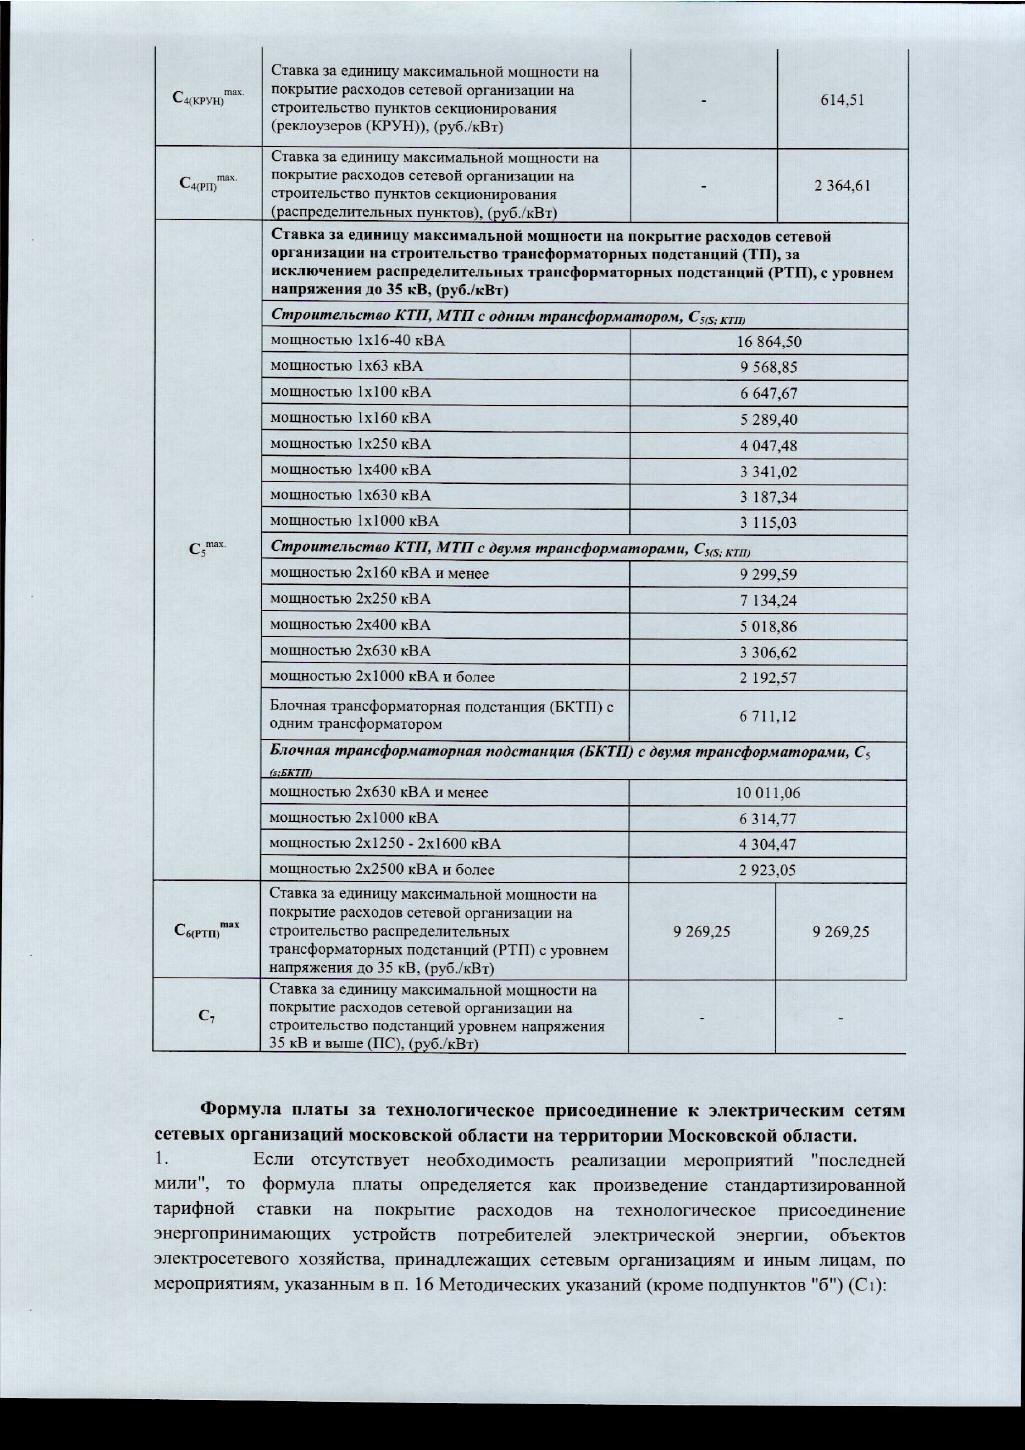 C4(КРУН)max.
Ставка за единицу максимальной мощности на
покрытие расходов сетевой организации на
строительство пунктов секционирования
(реклоузеров (КРУН)), (руб./кВт)
-
614,51
C4(РП)max.
Ставка за единицу максимальной мощности на
покрытие расходов сетевой организации на
строительство пунктов секционирования
(распределительных пунктов), (руб./кВт)
-
2 364,61
C5max.
Ставка за единицу максимальной мощности на покрытие расходов сетевой
организации на строительство трансформаторных подстанций (ТП), за
исключением распределительных трансформаторных подстанций (РТП), с уровнем
напряжения до 35 кВ, (руб./кВт)
Строительство КТП, МТП с одним трансформатором, C5(S; КТП)
мощностью 1х16-40 кВА 16 864,50
мощностью 1х63 кВА 9 568,85
мощностью 1х100 кВА 6 647,67
мощностью 1х160 кВА 5 289,40
мощностью 1х250 кВА 4 047,48
мощностью 1х400 кВА 3 341,02
мощностью 1х630 кВА 3 187,34
мощностью 1х1000 кВА 3 115,03
Строительство КТП, МТП с двумя трансформаторами, C5(S; КТП)
мощностью 2х160 кВА и менее 9 299,59
мощностью 2х250 кВА 7 134,24
мощностью 2х400 кВА 5 018,86
мощностью 2х630 кВА 3 306,62
мощностью 2х1000 кВА и более 2 192,57
Блочная трансформаторная подстанция (БКТП) с
одним трансформатором
6 711,12
Блочная трансформаторная подстанция (БКТП) с двумя трансформаторами, C5
(s;БКТП)
мощностью 2х630 кВА и менее 10 011,06
мощностью 2х1000 кВА 6 314,77
мощностью 2х1250 - 2х1600 кВА 4 304,47
мощностью 2х2500 кВА и более 2 923,05
C6(РТП)max
Ставка за единицу максимальной мощности на
покрытие расходов сетевой организации на
строительство распределительных
трансформаторных подстанций (РТП) с уровнем
напряжения до 35 кВ, (руб./кВт)
9 269,25
9 269,25
C7
Ставка за единицу максимальной мощности на
покрытие расходов сетевой организации на
строительство подстанций уровнем напряжения
35 кВ и выше (ПС), (руб./кВт)
-
-
Формула платы за технологическое присоединение к электрическим сетям
сетевых организаций московской области на территории Московской области.
1. Если отсутствует необходимость реализации мероприятий "последней
мили", то формула платы определяется как произведение стандартизированной
тарифной ставки на покрытие расходов на технологическое присоединение
энергопринимающих устройств потребителей электрической энергии, объектов
электросетевого хозяйства, принадлежащих сетевым организациям и иным лицам, по
мероприятиям, указанным в п. 16 Методических указаний (кроме подпунктов "б") (C1):